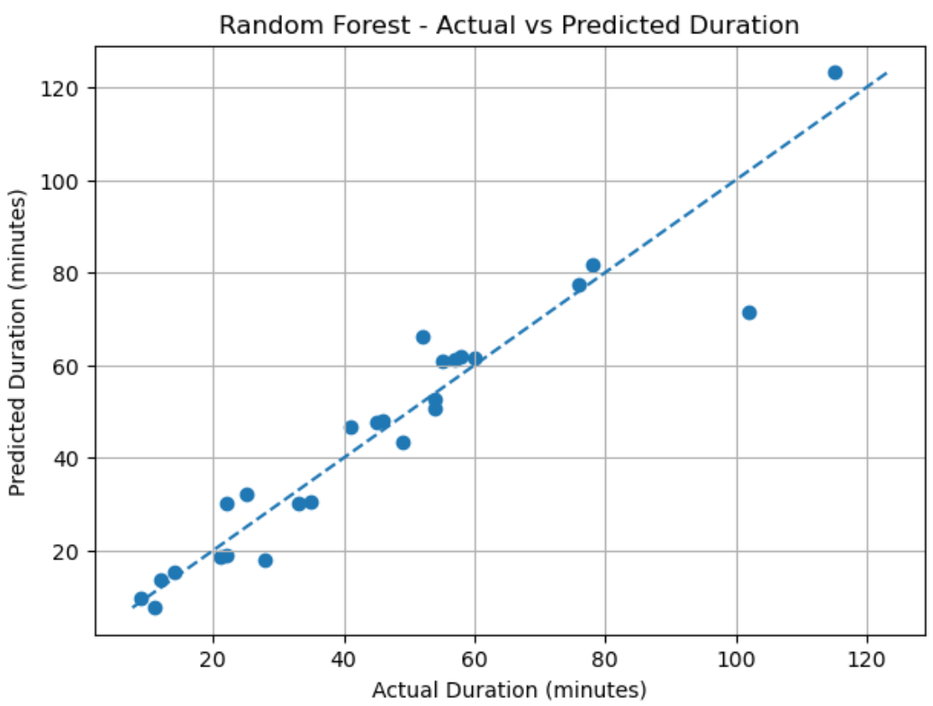 Random Forest - Actual vs Predicted Duration
Predicted Duration (minutes)
120
100
80
60
40
20
20 40 60 80 100 120
Actual Duration (minutes)